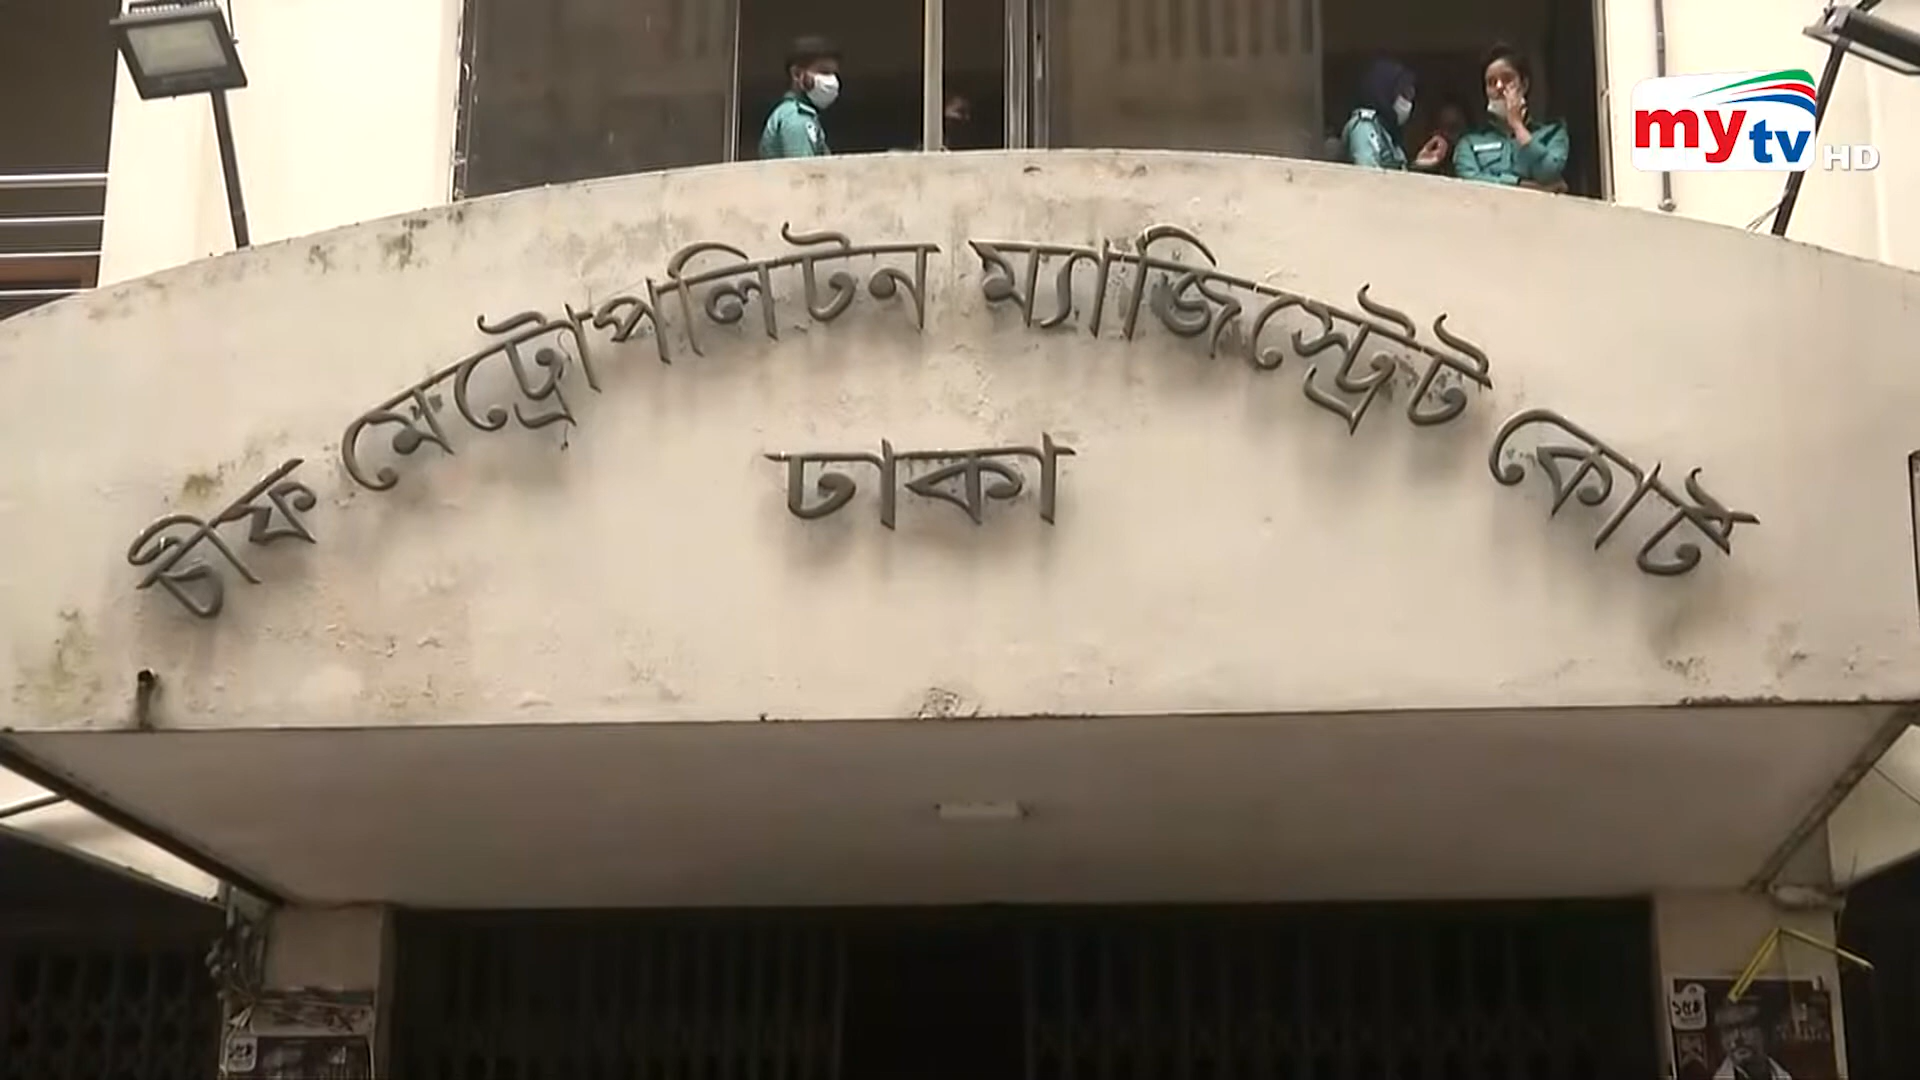 চীফ মেট্রোপলিটন ম্যাজিস্ট্রেট কোর্ট
ঢাকা
mytv HD